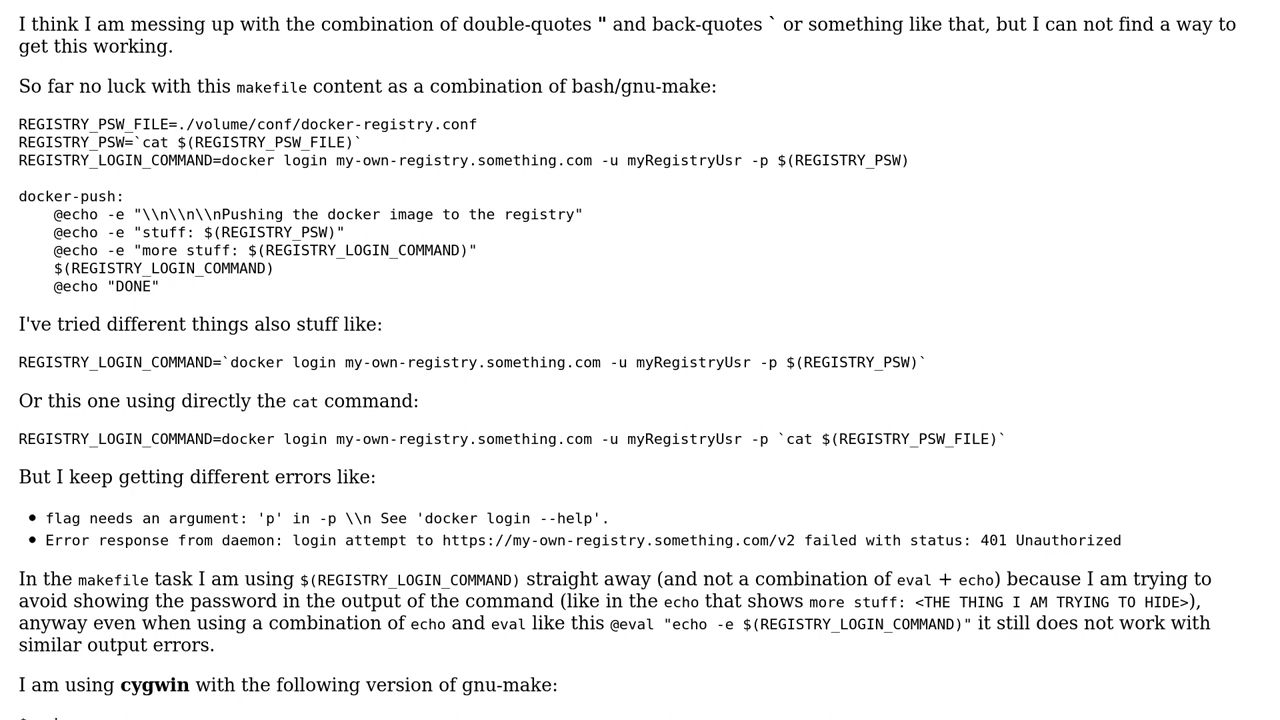 I think I am messing up with the combination of double-quotes " and back-quotes ` or something like that, but I can not find a way to
get this working.
So far no luck with this makefile content as a combination of bash/gnu-make:
REGISTRY_PSW_FILE=./volume/conf/docker-registry.conf
REGISTRY_PSW=`cat $(REGISTRY_PSW_FILE)`
REGISTRY_LOGIN_COMMAND=docker login my-own-registry.something.com -u myRegistryUsr -p $(REGISTRY_PSW)
docker-push:
    @echo -e "\\n\\n\\nPushing the docker image to the registry"
    @echo -e "stuff: $(REGISTRY_PSW)"
    @echo -e "more stuff: $(REGISTRY_LOGIN_COMMAND)"
    $(REGISTRY_LOGIN_COMMAND)
    @echo "DONE"
I've tried different things also stuff like:
REGISTRY_LOGIN_COMMAND=`docker login my-own-registry.something.com -u myRegistryUsr -p $(REGISTRY_PSW)`
Or this one using directly the cat command:
REGISTRY_LOGIN_COMMAND=docker login my-own-registry.something.com -u myRegistryUsr -p `cat $(REGISTRY_PSW_FILE)`
But I keep getting different errors like:
• flag needs an argument: 'p' in -p \\n See 'docker login --help'.
• Error response from daemon: login attempt to https://my-own-registry.something.com/v2 failed with status: 401 Unauthorized
In the makefile task I am using $(REGISTRY_LOGIN_COMMAND) straight away (and not a combination of eval + echo) because I am trying to
avoid showing the password in the output of the command (like in the echo that shows more stuff: <THE THING I AM TRYING TO HIDE>),
anyway even when using a combination of echo and eval like this @eval "echo -e $(REGISTRY_LOGIN_COMMAND)" it still does not work with
similar output errors.
I am using cygwin with the following version of gnu-make: